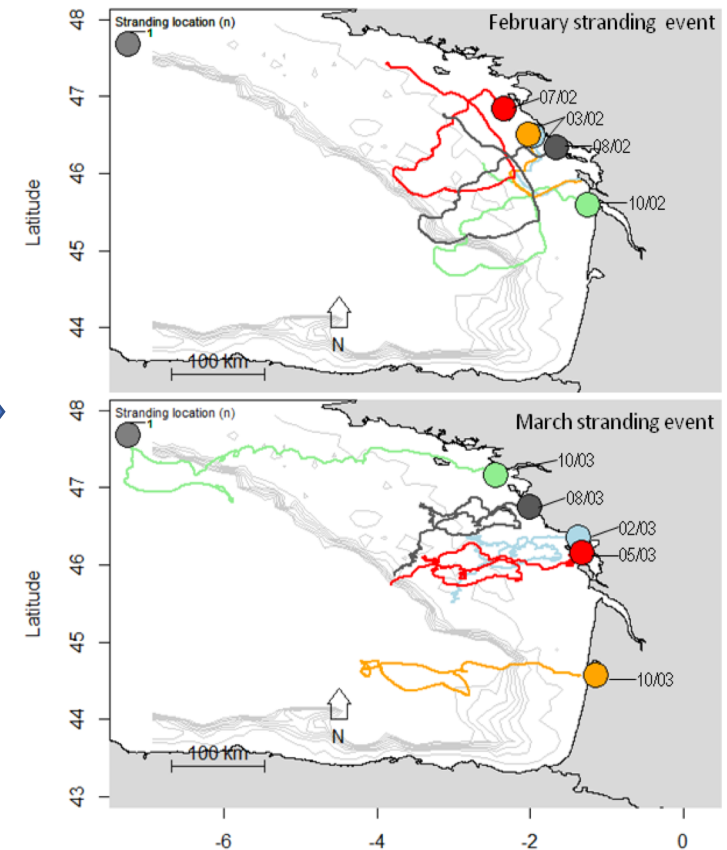 Stranding location (n)
1
February stranding event
48
47
46
45
44
Latitude
07/02
03/02
08/02
10/02
N
100 km
Stranding location (n)
1
March stranding event
48
47
46
45
44
43
Latitude
10/03
08/03
02/03
05/03
10/03
N
100 km
-6
-4
-2
0